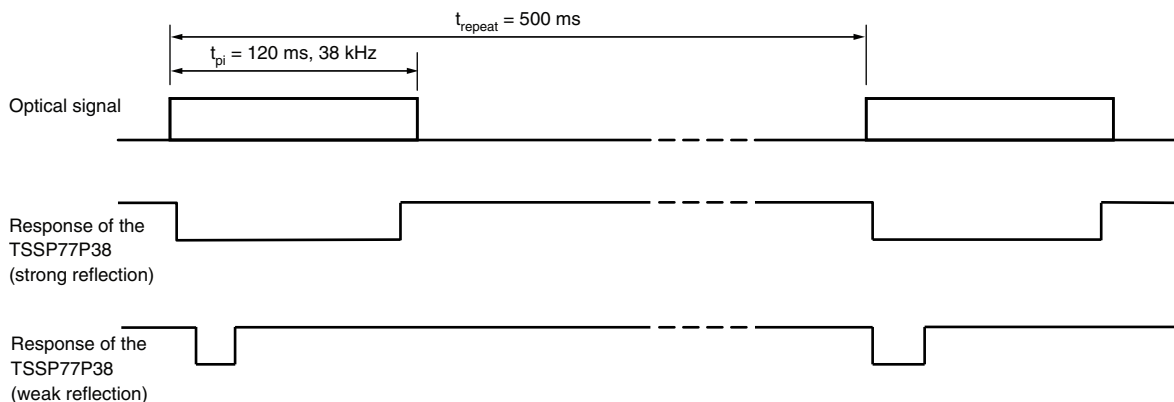 t_repeat = 500 ms
t_pi = 120 ms, 38 kHz
Optical signal
Response of the
TSSP77P38
(strong reflection)
Response of the
TSSP77P38
(weak reflection)